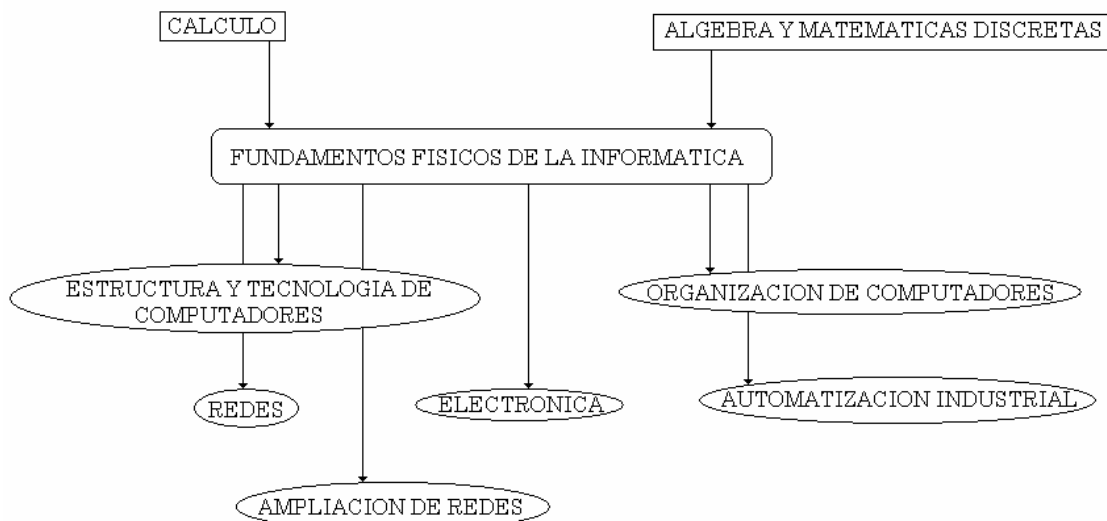 CALCULO
ALGEBRA Y MATEMATICAS DISCRETAS
FUNDAMENTOS FISICOS DE LA INFORMATICA
ESTRUCTURA Y TECNOLOGIA DE
COMPUTADORES
ORGANIZACION DE COMPUTADORES
REDES
ELECTRONICA
AUTOMATIZACION INDUSTRIAL
AMPLIACION DE REDES